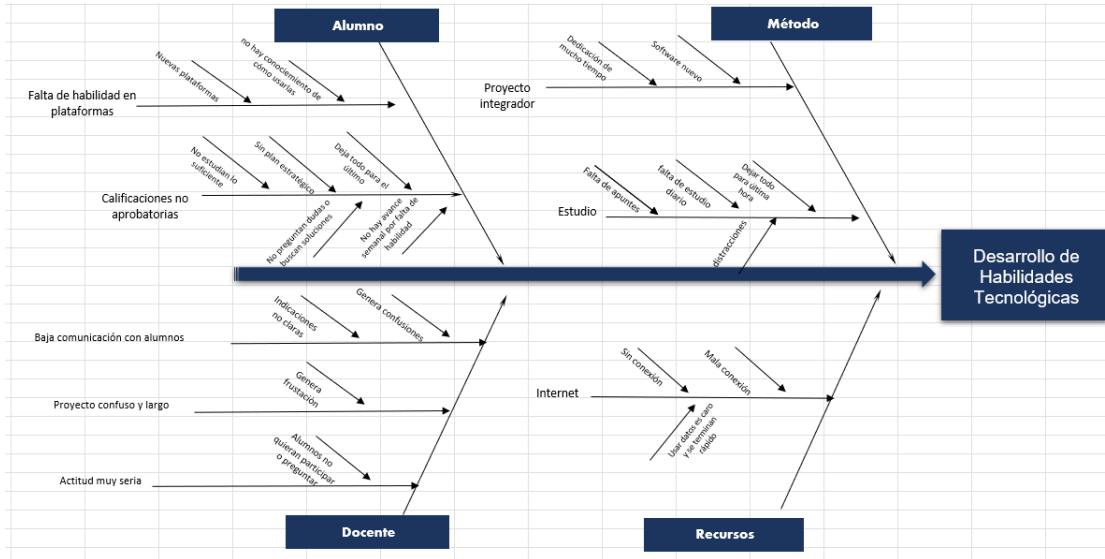 Alumno
Nuevas plataformas
no hay conociemiento de
cómo usarlas
Falta de habilidad en
plataformas
No estudian lo
suficiente
Sin plan estratégico
Deja todo para el
último
Calificaciones no
aprobatorias
No preguntan dudas o
buscan soluciones
No hay avance
semanal por falta de
habilidad
Método
Dedicación de
mucho tiempo
Software nuevo
Proyecto
integrador
Falta de apuntes
falta de estudio
diario
Dejar todo
para última
hora
Estudio
distracciones
Desarrollo de
Habilidades
Tecnológicas
Indicaciones
no claras
Genera confusiones
Baja comunicación con alumnos
Genera
frustación
Proyecto confuso y largo
Alumnos no
quieran participar
o preguntar
Actitud muy seria
Docente
Sin conexión
Mala conexión
Internet
Usar datos es caro
y se terminan
rápido
Recursos